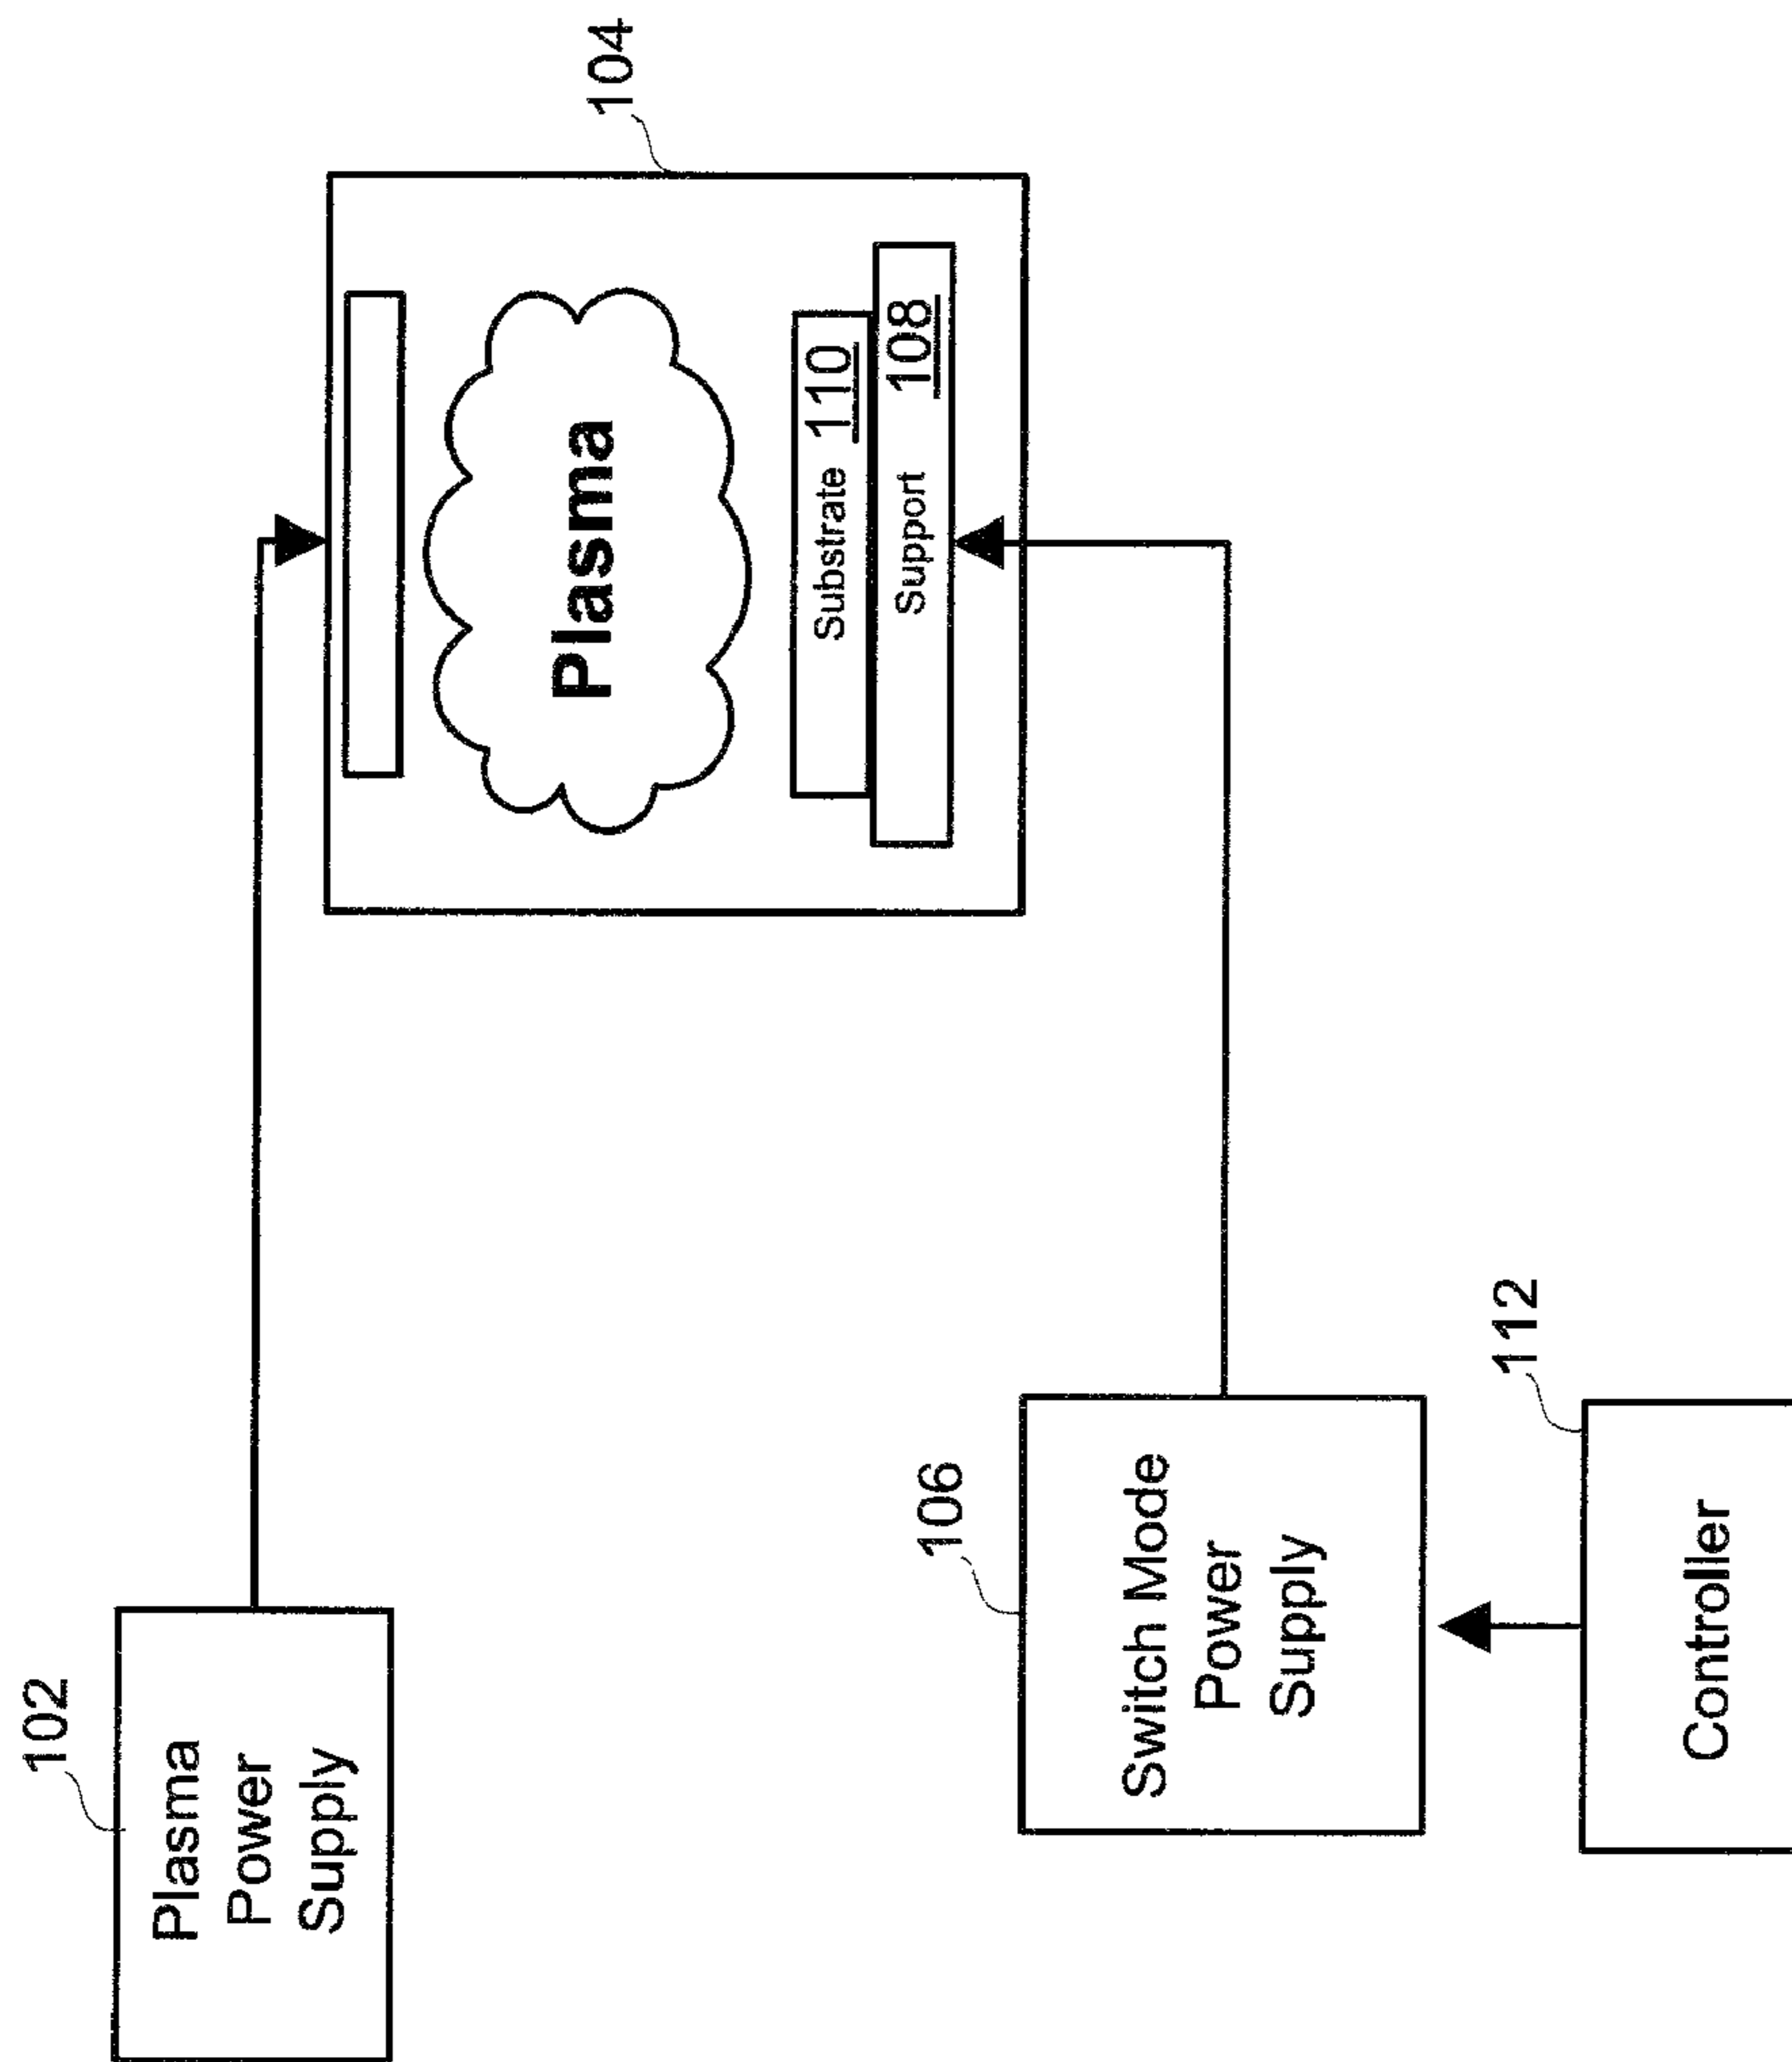 102
Plasma
Power
Supply
104
Plasma
Substrate 110
Support 108
106
Switch Mode
Power
Supply
112
Controller